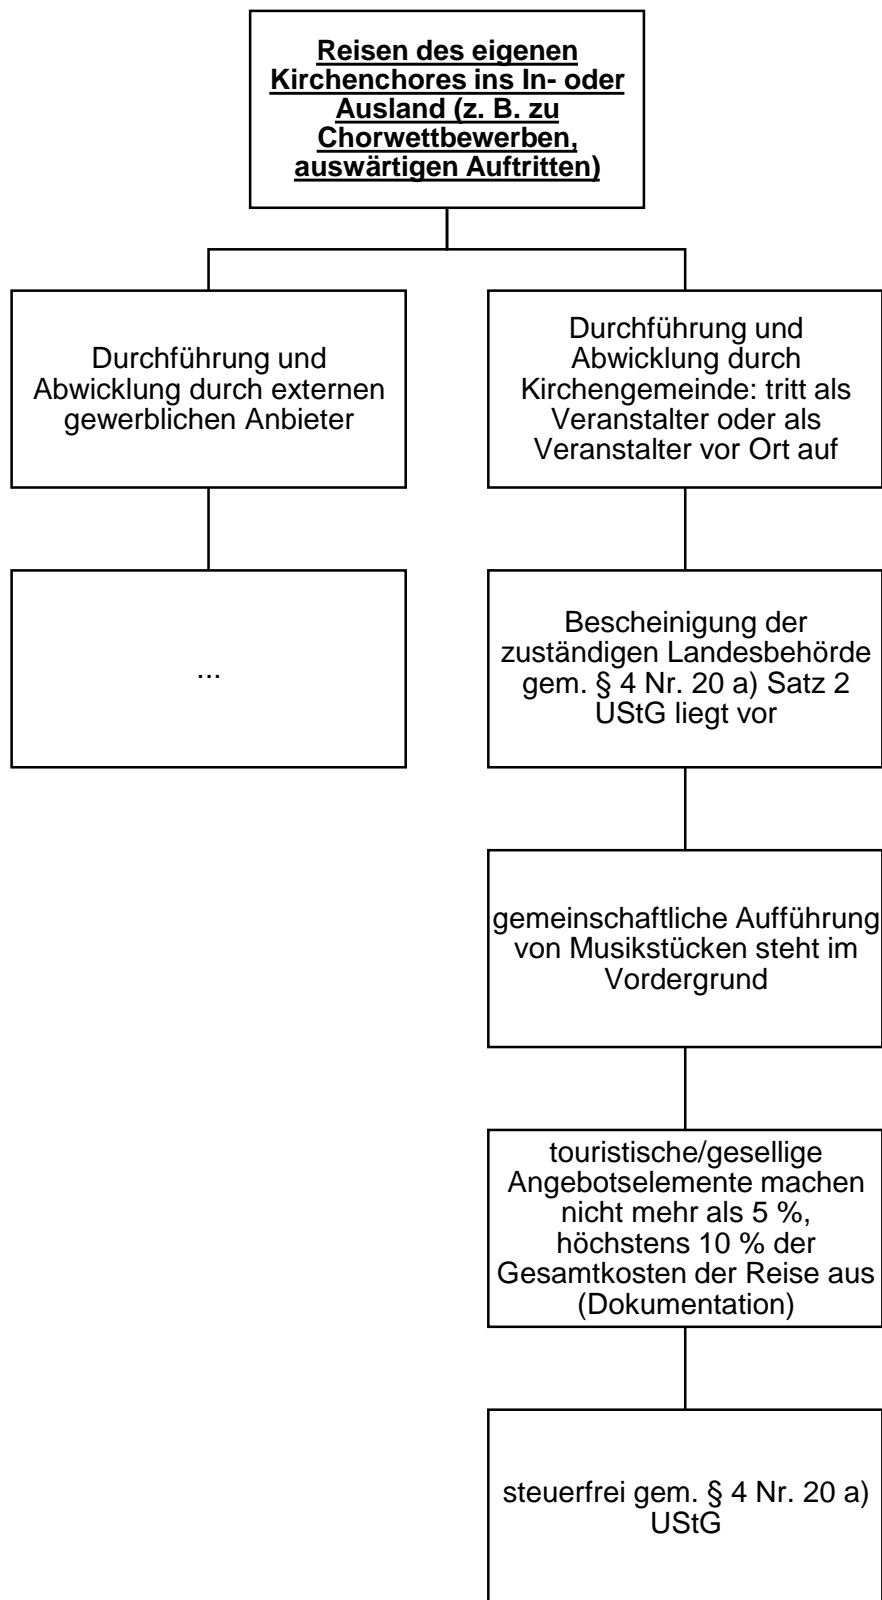 Reisen des eigenen
Kirchenchores ins In- oder
Ausland (z. B. zu
Chorwettbewerben,
auswärtigen Auftritten)
Durchführung und
Abwicklung durch externen
gewerblichen Anbieter
Durchführung und
Abwicklung durch
Kirchengemeinde: tritt als
Veranstalter oder als
Veranstalter vor Ort auf
...
Bescheinigung der
zuständigen Landesbehörde
gem. § 4 Nr. 20 a) Satz 2
UStG liegt vor
gemeinschaftliche Aufführung
von Musikstücken steht im
Vordergrund
touristische/gesellige
Angebotselemente machen
nicht mehr als 5 %,
höchstens 10 % der
Gesamtkosten der Reise aus
(Dokumentation)
steuerfrei gem. § 4 Nr. 20 a)
UStG